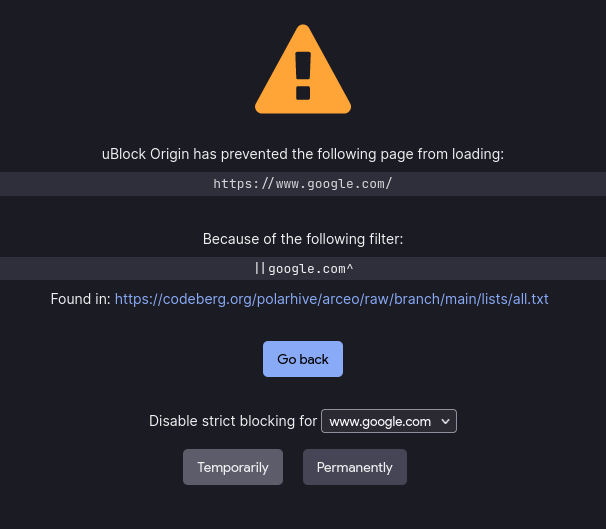 uBlock Origin has prevented the following page from loading:
https://www.google.com/
Because of the following filter:
||google.com^
Found in: https://codeberg.org/polarhive/arceo/raw/branch/main/lists/all.txt
Go back
Disable strict blocking for www.google.com
Temporarily Permanently